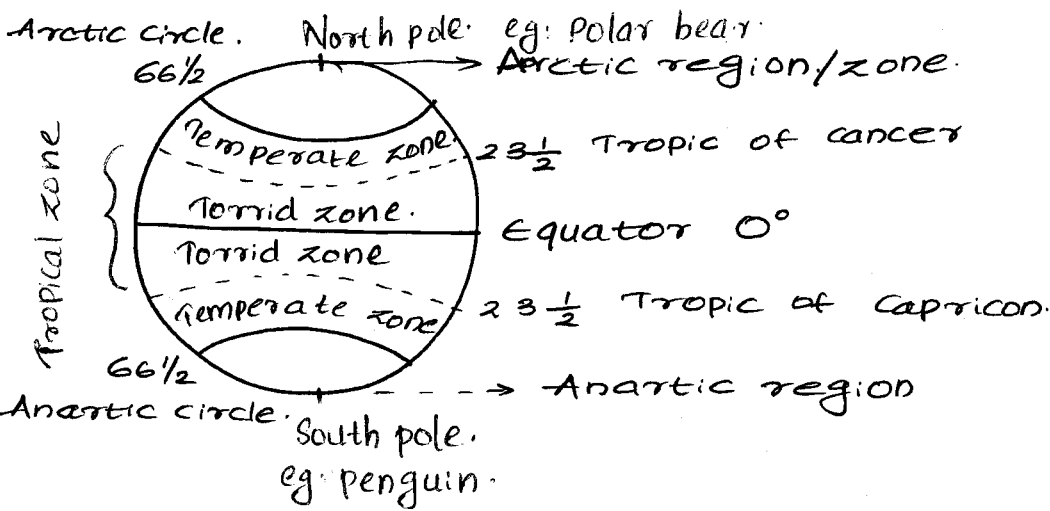 Arctic circle. North pole. eg: Polar bear.
66½ Arctic region/zone.
Temperate zone. 23½ Tropic of cancer
Tropical zone
Torrid zone. Equator 0°
Torrid zone
Temperate zone 23½ Tropic of Capricon.
66½
Anartic circle. Anartic region
South pole.
eg: penguin.